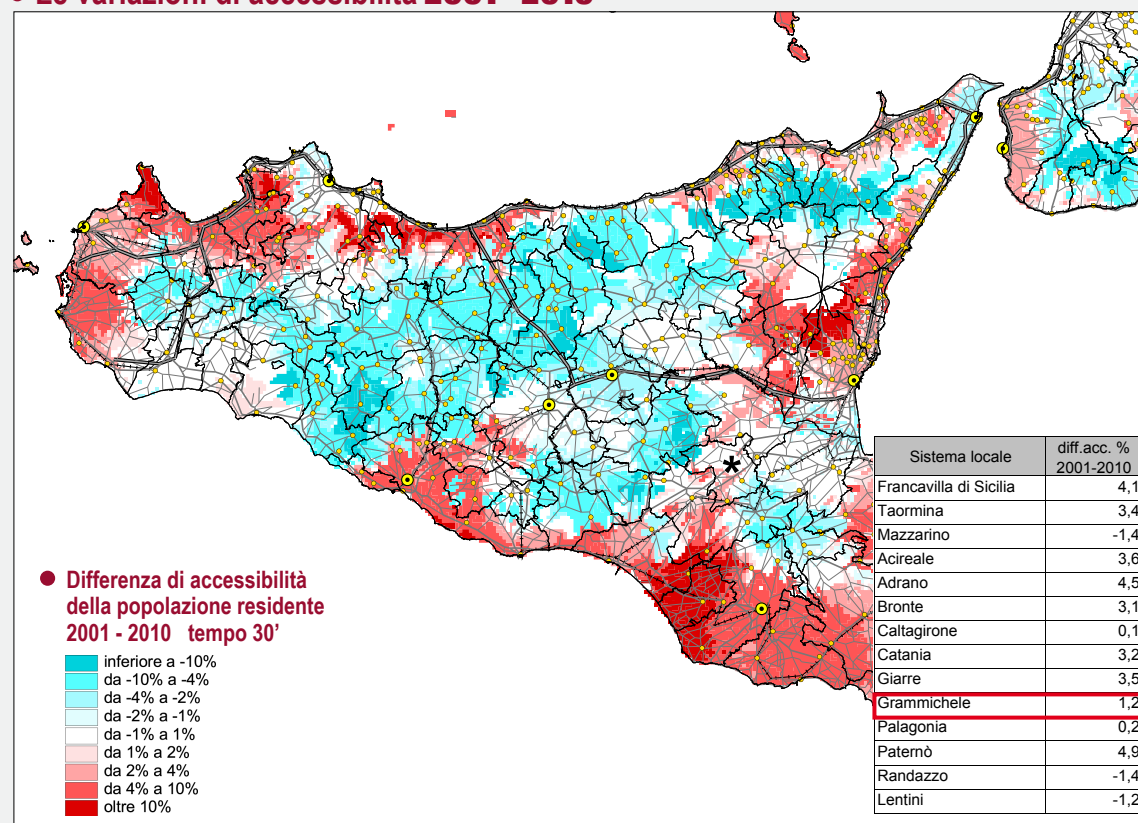 ● Differenza di accessibilità
della popolazione residente
2001 - 2010 tempo 30’
inferiore a -10%
da -10% a -4%
da -4% a -2%
da -2% a -1%
da -1% a 1%
da 1% a 2%
da 2% a 4%
da 4% a 10%
oltre 10%
*
Sistema locale diff.acc. % 2001-2010
Francavilla di Sicilia 4,1
Taormina 3,4
Mazzarino -1,4
Acireale 3,6
Adrano 4,5
Bronte 3,1
Caltagirone 0,1
Catania 3,2
Giarre 3,5
Grammichele 1,2
Palagonia 0,2
Paternò 4,9
Randazzo -1,4
Lentini -1,2